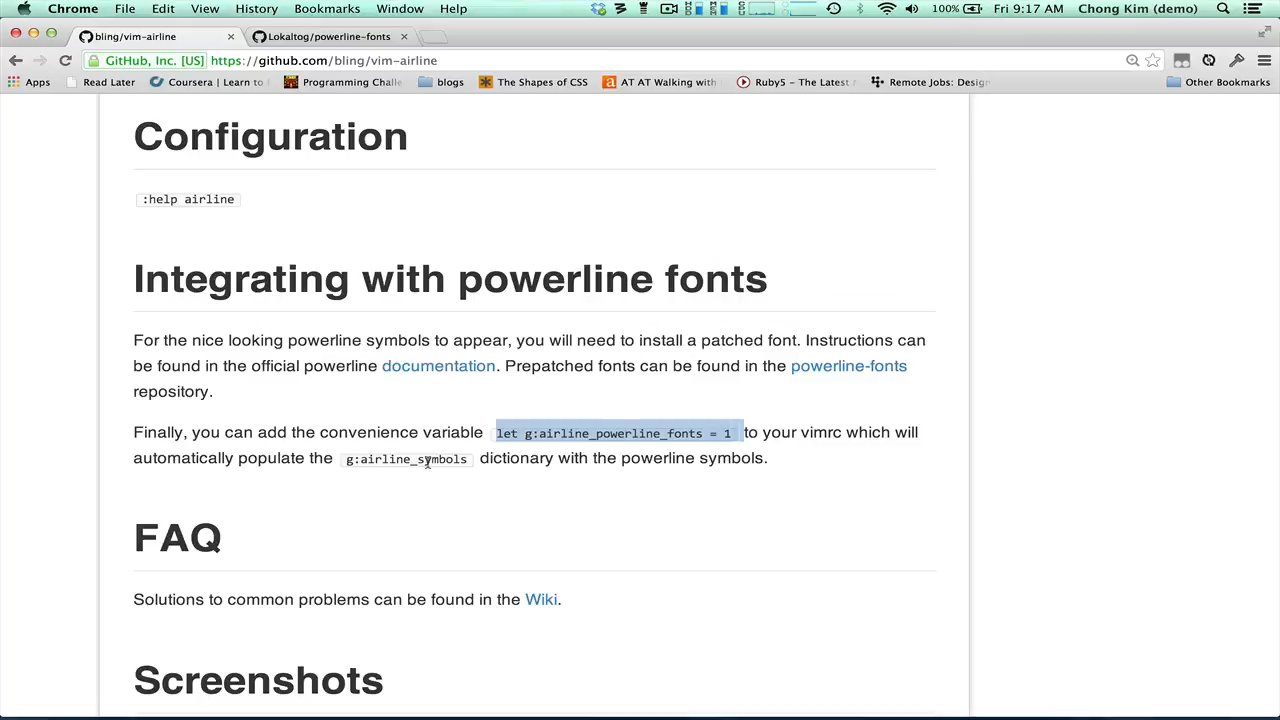 Chrome File Edit View History Bookmarks Window Help 100% Fri 9:17 AM Chong Kim (demo)
bling/vim-airline Lokaltog/powerline-fonts
GitHub, Inc. [US] https://github.com/bling/vim-airline
Apps Read Later Coursera | Learn to Programming Challe blogs The Shapes of CSS AT AT Walking with Ruby5 - The Latest Remote Jobs: Desig Other Bookmarks
Configuration
:help airline
Integrating with powerline fonts
For the nice looking powerline symbols to appear, you will need to install a patched font. Instructions can
be found in the official powerline documentation. Prepatched fonts can be found in the powerline-fonts
repository.
Finally, you can add the convenience variable let g:airline_powerline_fonts = 1 to your vimrc which will
automatically populate the g:airline_symbols dictionary with the powerline symbols.
FAQ
Solutions to common problems can be found in the Wiki.
Screenshots